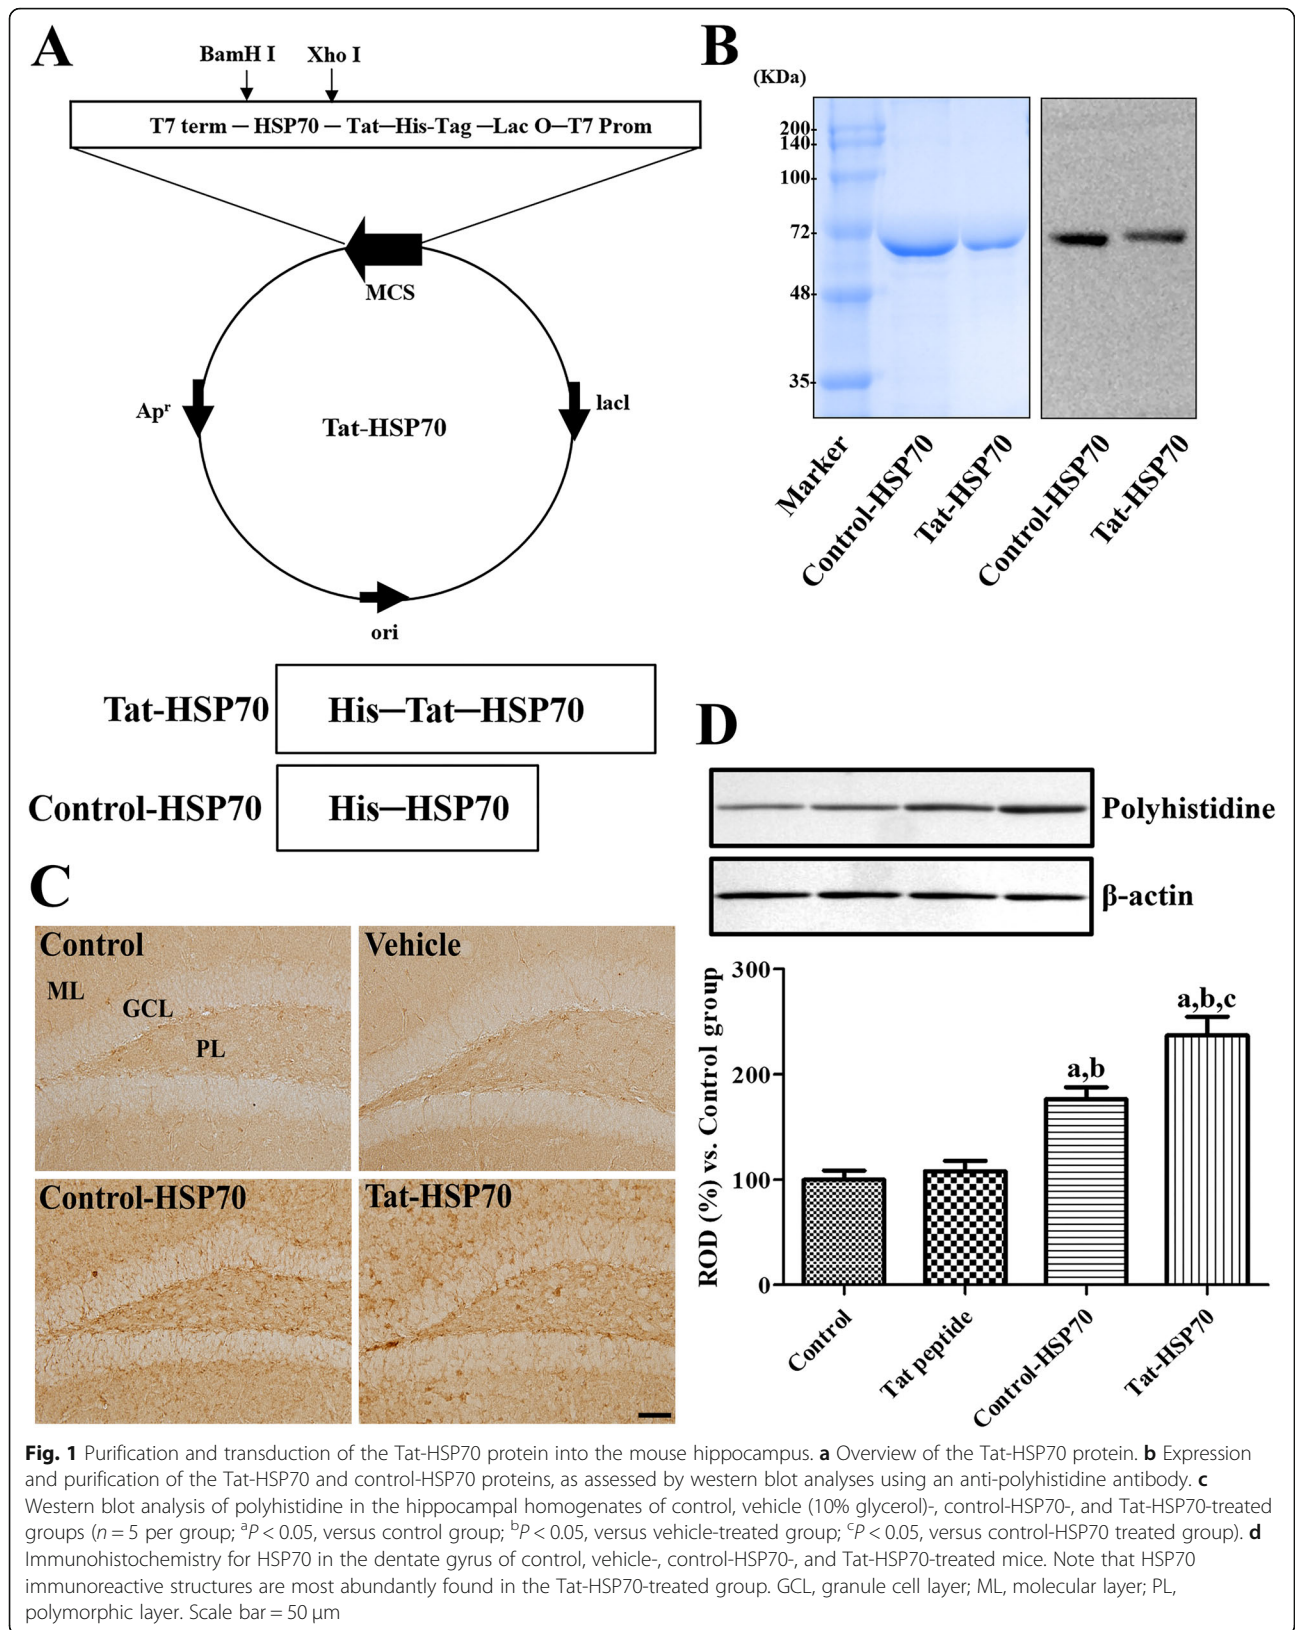 A
BamH I Xho I
T7 term — HSP70 — Tat—His-Tag —Lac O—T7 Prom
MCS
Apʳ
lacI
Tat-HSP70
ori
Tat-HSP70 His—Tat—HSP70
Control-HSP70 His—HSP70
B
(KDa)
200-
140-
100-
72-
48-
35-
Marker
Control-HSP70
Tat-HSP70
Control-HSP70
Tat-HSP70
C
Control
ML
GCL
PL
Vehicle
Control-HSP70
Tat-HSP70
D
Polyhistidine
β-actin
ROD (%) vs. Control group
300
200
100
0
a,b
a,b,c
Control
Tat peptide
Control-HSP70
Tat-HSP70
Fig. 1 Purification and transduction of the Tat-HSP70 protein into the mouse hippocampus. a Overview of the Tat-HSP70 protein. b Expression
and purification of the Tat-HSP70 and control-HSP70 proteins, as assessed by western blot analyses using an anti-polyhistidine antibody. c
Western blot analysis of polyhistidine in the hippocampal homogenates of control, vehicle (10% glycerol)-, control-HSP70-, and Tat-HSP70-treated
groups (n = 5 per group; ᵃP < 0.05, versus control group; ᵇP < 0.05, versus vehicle-treated group; ᶜP < 0.05, versus control-HSP70 treated group). d
Immunohistochemistry for HSP70 in the dentate gyrus of control, vehicle-, control-HSP70-, and Tat-HSP70-treated mice. Note that HSP70
immunoreactive structures are most abundantly found in the Tat-HSP70-treated group. GCL, granule cell layer; ML, molecular layer; PL,
polymorphic layer. Scale bar = 50 μm